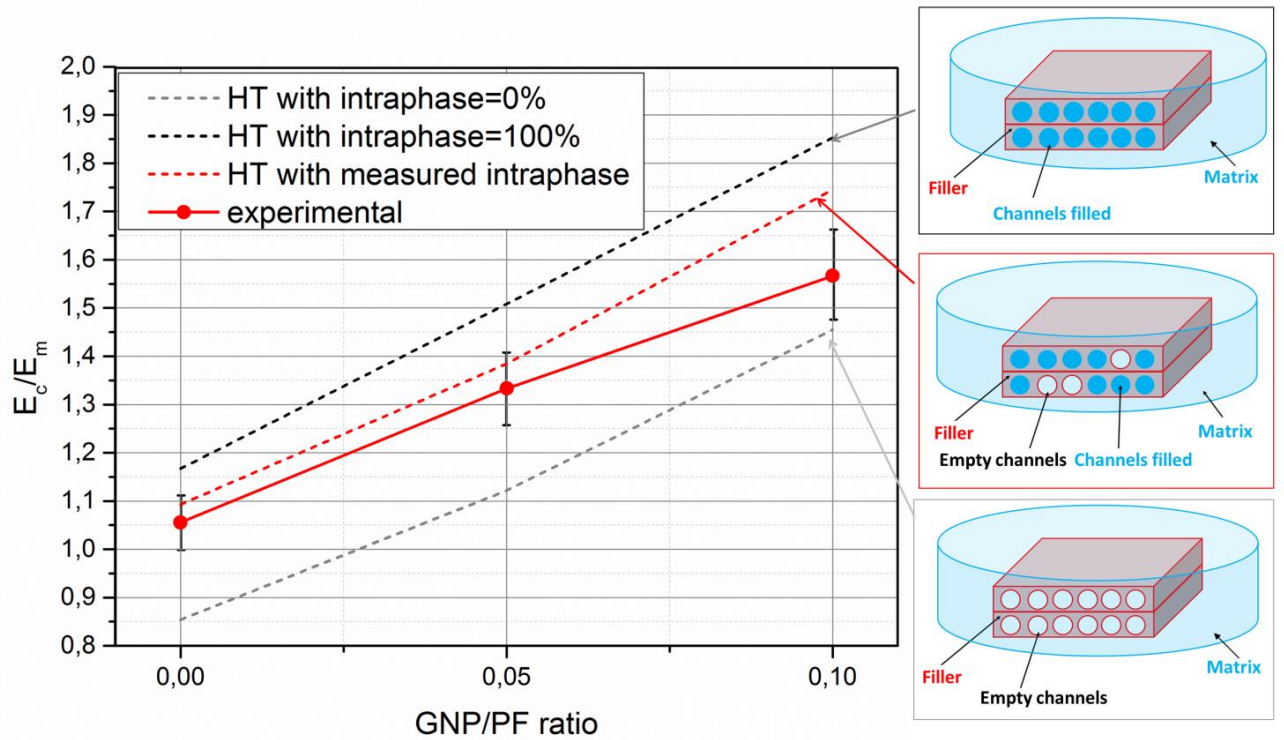 HT with intraphase=0%
HT with intraphase=100%
HT with measured intraphase
experimental
2,0
1,9
1,8
1,7
1,6
1,5
1,4
1,3
1,2
1,1
1,0
0,9
0,8
E_c/E_m
0,00
0,05
0,10
GNP/PF ratio
Filler
Matrix
Channels filled
Filler
Matrix
Empty channels Channels filled
Filler
Matrix
Empty channels